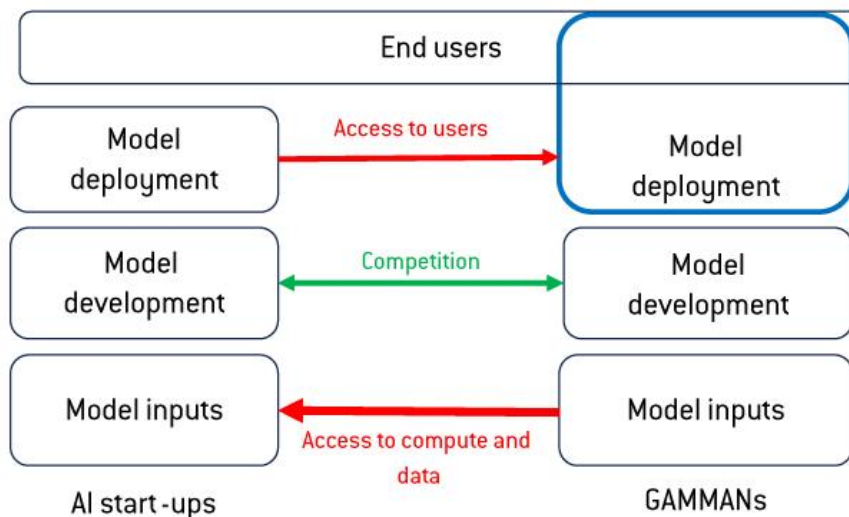 End users
Model
deployment
Access to users
Model
deployment
Model
development
Competition
Model
development
Model inputs
Access to compute and
data
Model inputs
AI start-ups
GAMMANs